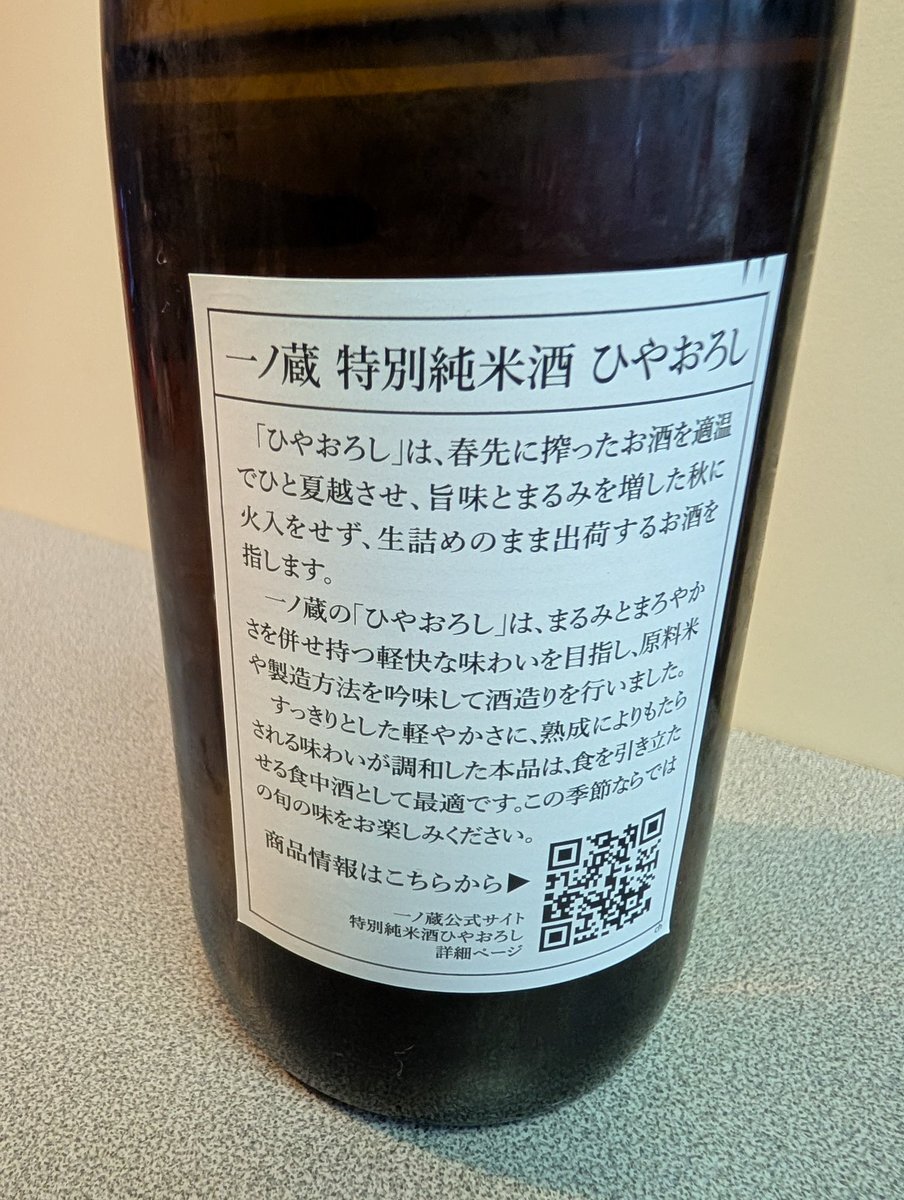 一ノ蔵 特別純米酒 ひやおろし
「ひやおろし」は、春先に搾ったお酒を適温
でひと夏越させ、旨味とまるみを増した秋に
火入をせず、生詰めのまま出荷するお酒を
指します。
一ノ蔵の「ひやおろし」は、まるみとまろやか
さを併せ持つ軽快な味わいを目指し、原料米
や製造方法を吟味して酒造りを行いました。
すっきりとした軽やかさに、熟成によりもたら
される味わいが調和した本品は、食を引き立た
せる食中酒として最適です。この季節ならでは
の旬の味をお楽しみください。
商品情報はこちらから▶
一ノ蔵公式サイト
特別純米酒ひやおろし
詳細ページ